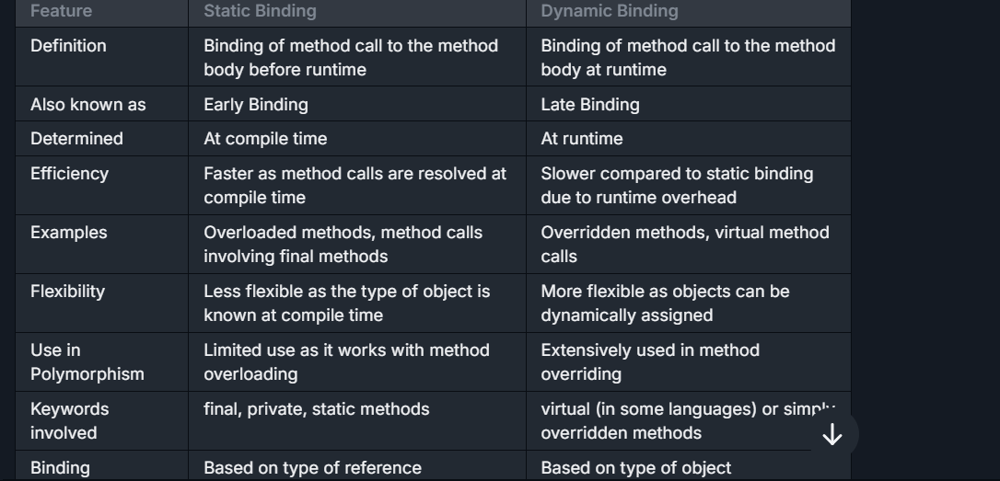 Feature Static Binding Dynamic Binding
Definition Binding of method call to the method Binding of method call to the method
body before runtime body at runtime
Also known as Early Binding Late Binding
Determined At compile time At runtime
Efficiency Faster as method calls are resolved at Slower compared to static binding
compile time due to runtime overhead
Examples Overloaded methods, method calls Overridden methods, virtual method
involving final methods calls
Flexibility Less flexible as the type of object is More flexible as objects can be
known at compile time dynamically assigned
Use in Limited use as it works with method Extensively used in method
Polymorphism overloading overriding
Keywords final, private, static methods virtual (in some languages) or simply
involved overridden methods
Binding Based on type of reference Based on type of object